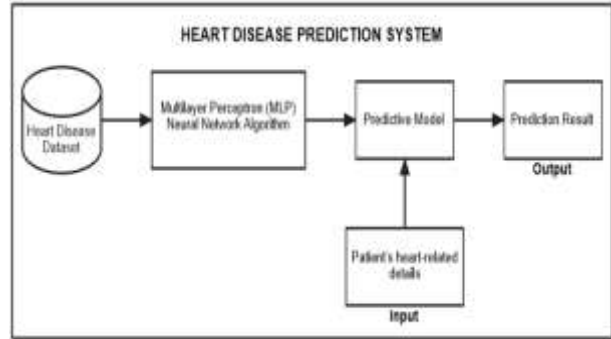 HEART DISEASE PREDICTION SYSTEM
Heart Disease
Dataset
Multilayer Perceptron (MLP)
Neural Network Algorithm
Predictive Model
Prediction Result
Output
Patient's heart-related
details
Input